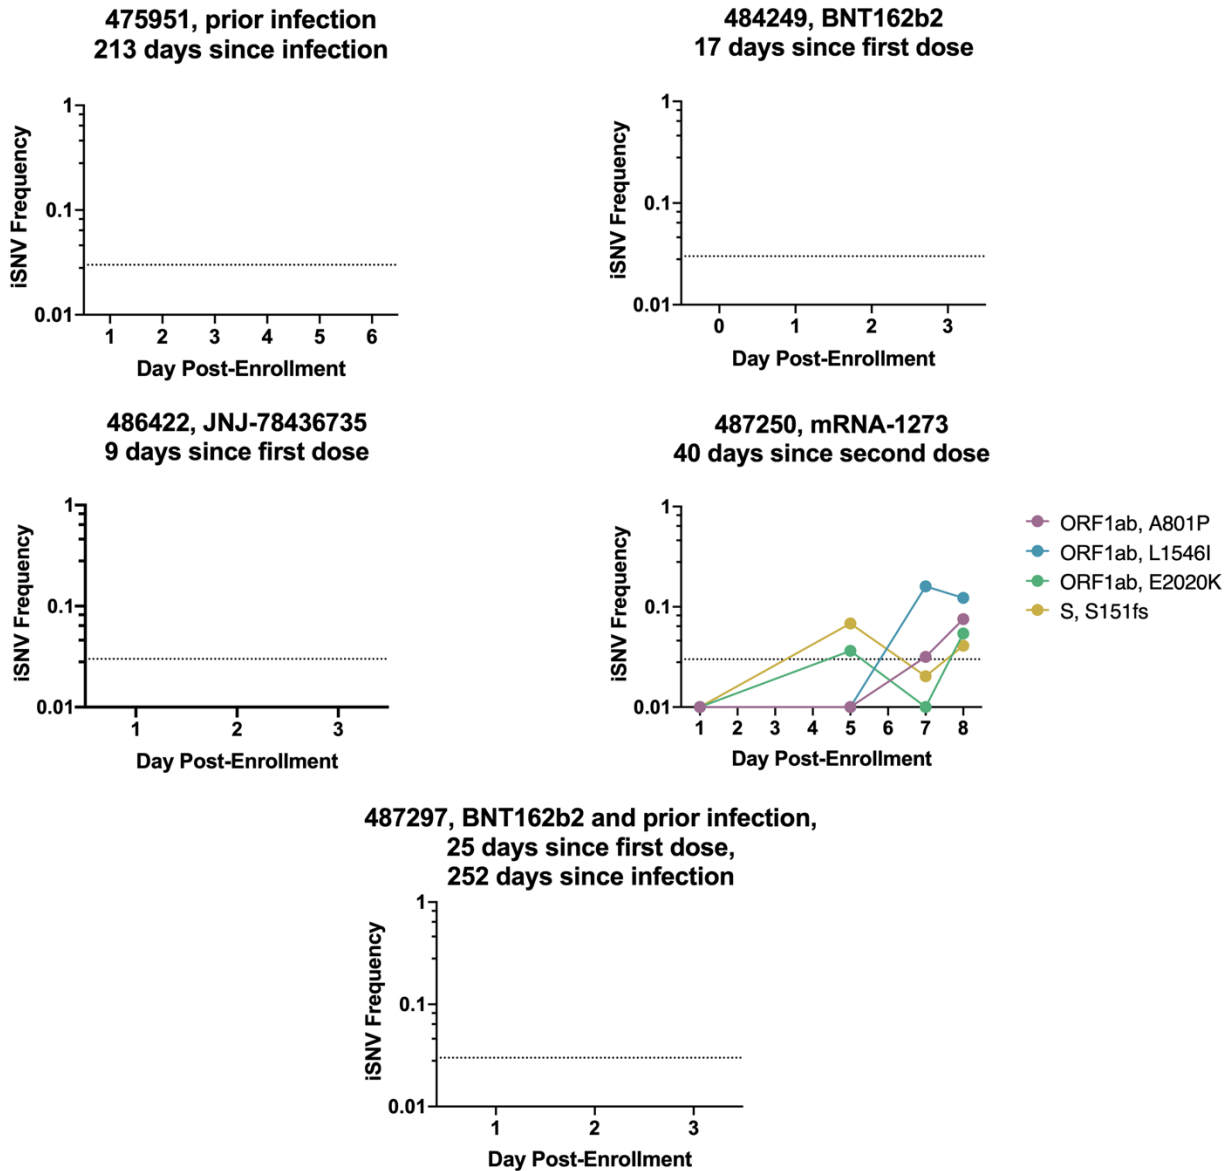 475951, prior infection
213 days since infection
iSNV Frequency
1
0.1
0.01
1 2 3 4 5 6
Day Post-Enrollment
484249, BNT162b2
17 days since first dose
iSNV Frequency
1
0.1
0.01
0 1 2 3
Day Post-Enrollment
486422, JNJ-78436735
9 days since first dose
iSNV Frequency
1
0.1
0.01
1 2 3
Day Post-Enrollment
487250, mRNA-1273
40 days since second dose
iSNV Frequency
1
0.1
0.01
1 2 3 4 5 6 7 8
Day Post-Enrollment
ORF1ab, A801P
ORF1ab, L1546I
ORF1ab, E2020K
S, S151fs
487297, BNT162b2 and prior infection,
25 days since first dose,
252 days since infection
iSNV Frequency
1
0.1
0.01
1 2 3
Day Post-Enrollment